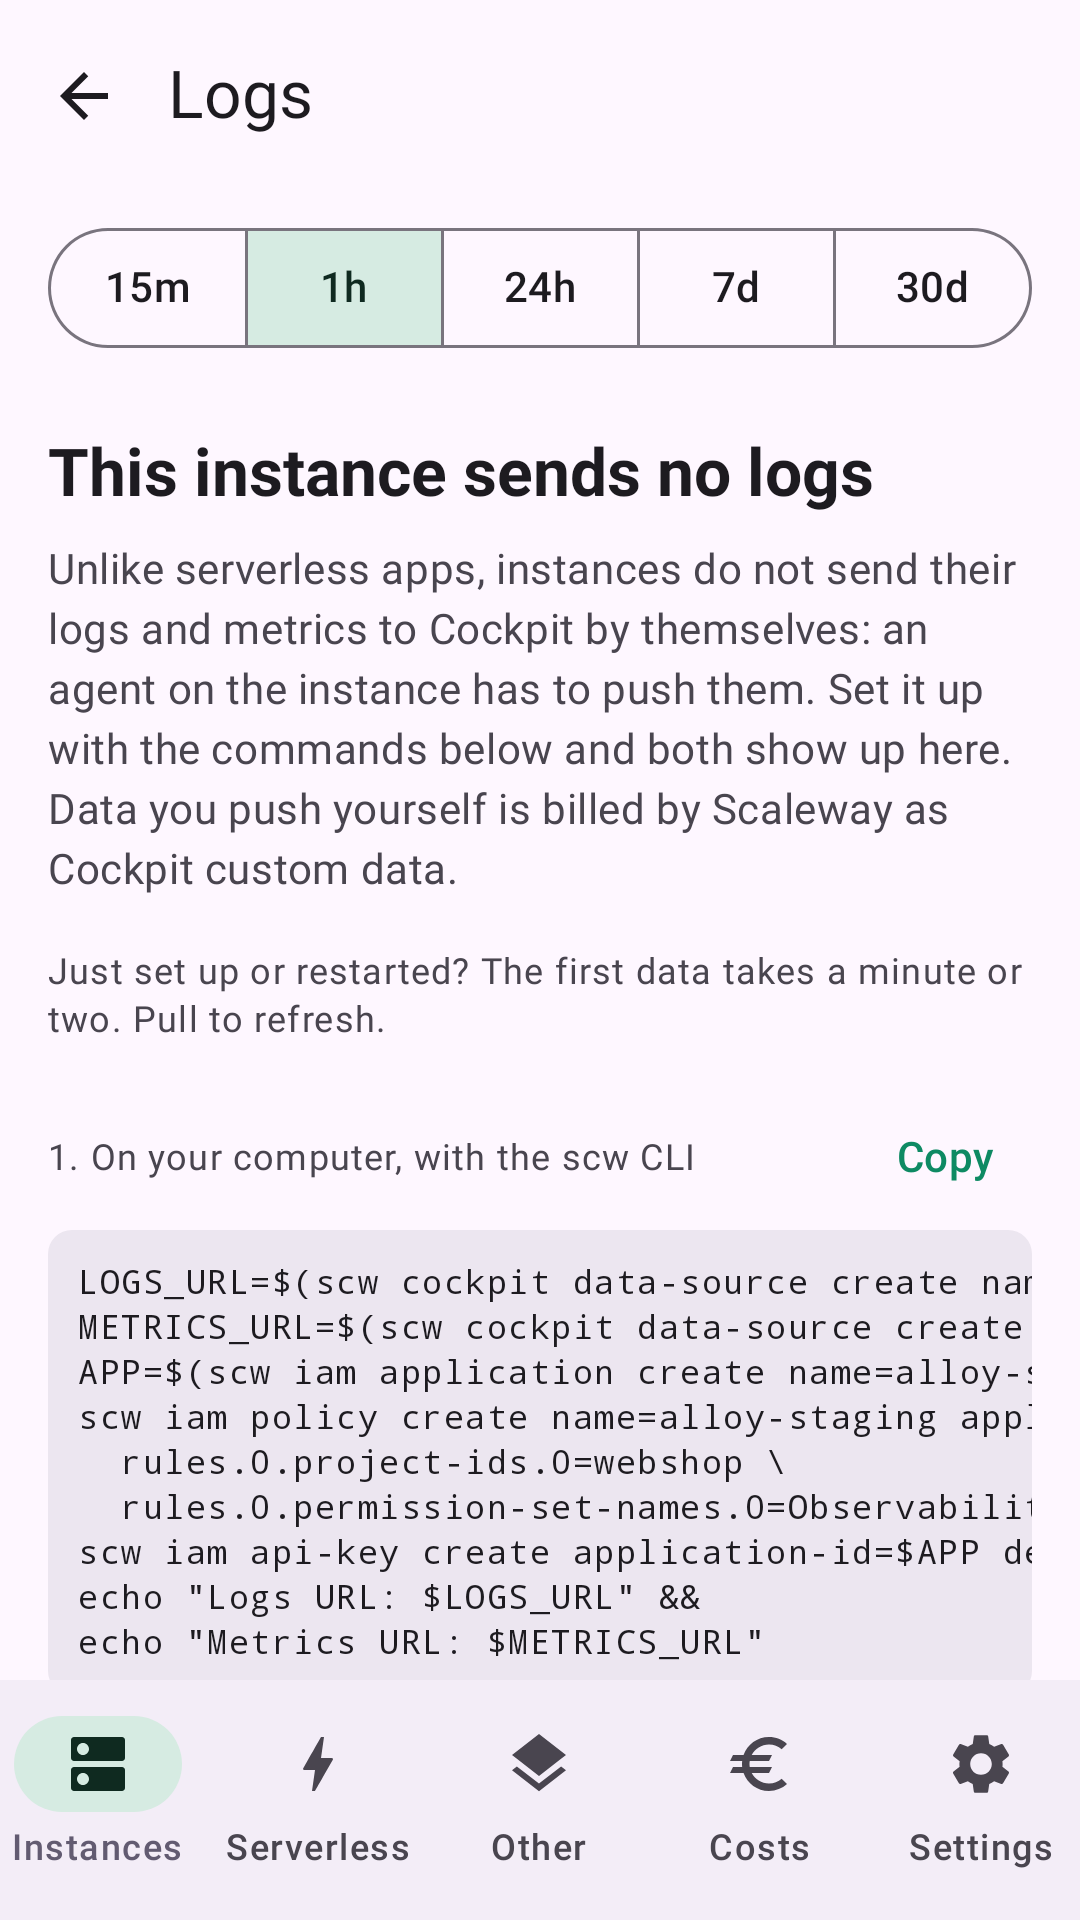 Logs
15m 1h 24h 7d 30d
This instance sends no logs
Unlike serverless apps, instances do not send their
logs and metrics to Cockpit by themselves: an
agent on the instance has to push them. Set it up
with the commands below and both show up here.
Data you push yourself is billed by Scaleway as
Cockpit custom data.
Just set up or restarted? The first data takes a minute or
two. Pull to refresh.
1. On your computer, with the scw CLI
Copy
LOGS_URL=$(scw cockpit data-source create
METRICS_URL=$(scw cockpit data-source create
APP=$(scw iam application create name=alloy-
scw iam policy create name=alloy-staging
  rules.0.project-ids.0=webshop \
  rules.0.permission-set-names.0=Observabili
scw iam api-key create application-id=$APP
echo "Logs URL: $LOGS_URL" &&
echo "Metrics URL: $METRICS_URL"
Instances Serverless Other Costs Settings